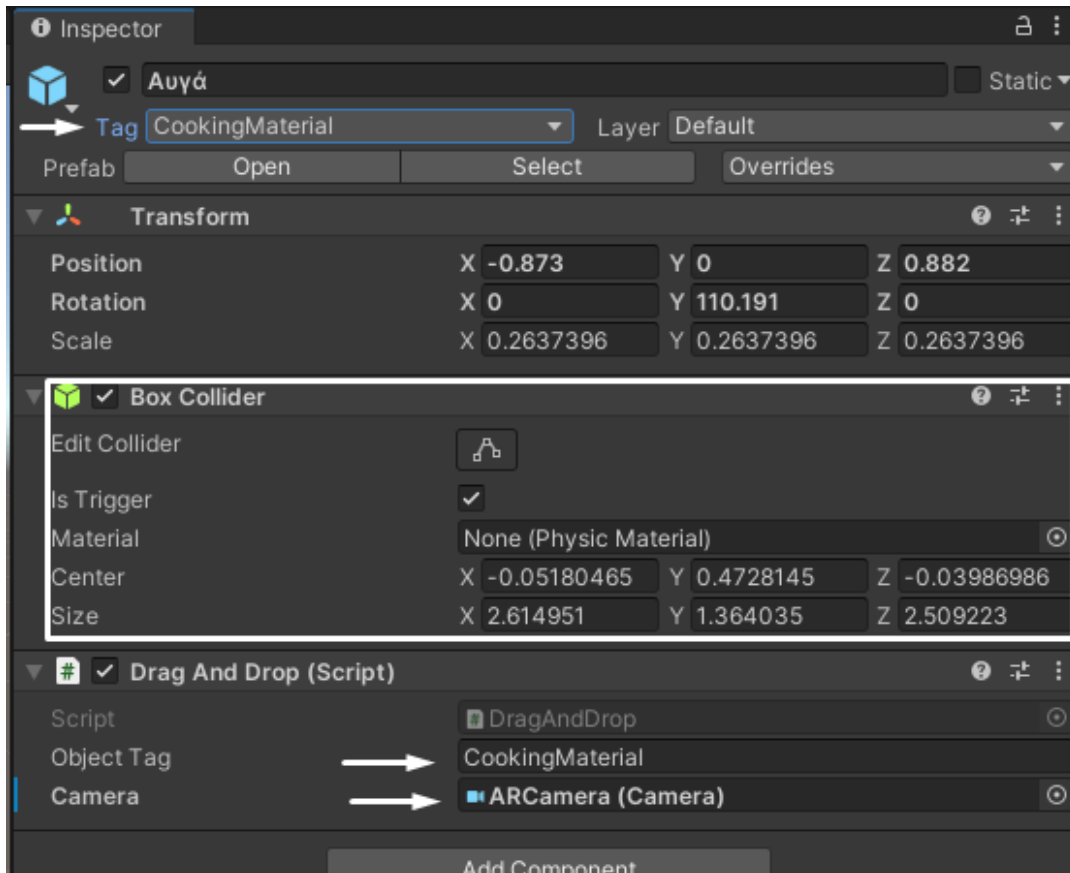 Inspector
Αυγά Static
Tag CookingMaterial Layer Default
Prefab Open Select Overrides
Transform
Position X -0.873 Y 0 Z 0.882
Rotation X 0 Y 110.191 Z 0
Scale X 0.2637396 Y 0.2637396 Z 0.2637396
Box Collider
Edit Collider
Is Trigger
Material None (Physic Material)
Center X -0.05180465 Y 0.4728145 Z -0.03986986
Size X 2.614951 Y 1.364035 Z 2.509223
# Drag And Drop (Script)
Script # DragAndDrop
Object Tag CookingMaterial
Camera ARCamera (Camera)
Add Component